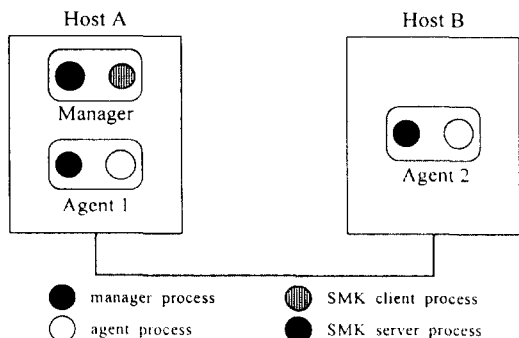 Host A
Host B
Manager
Agent 1
Agent 2
manager process
SMK client process
agent process
SMK server process